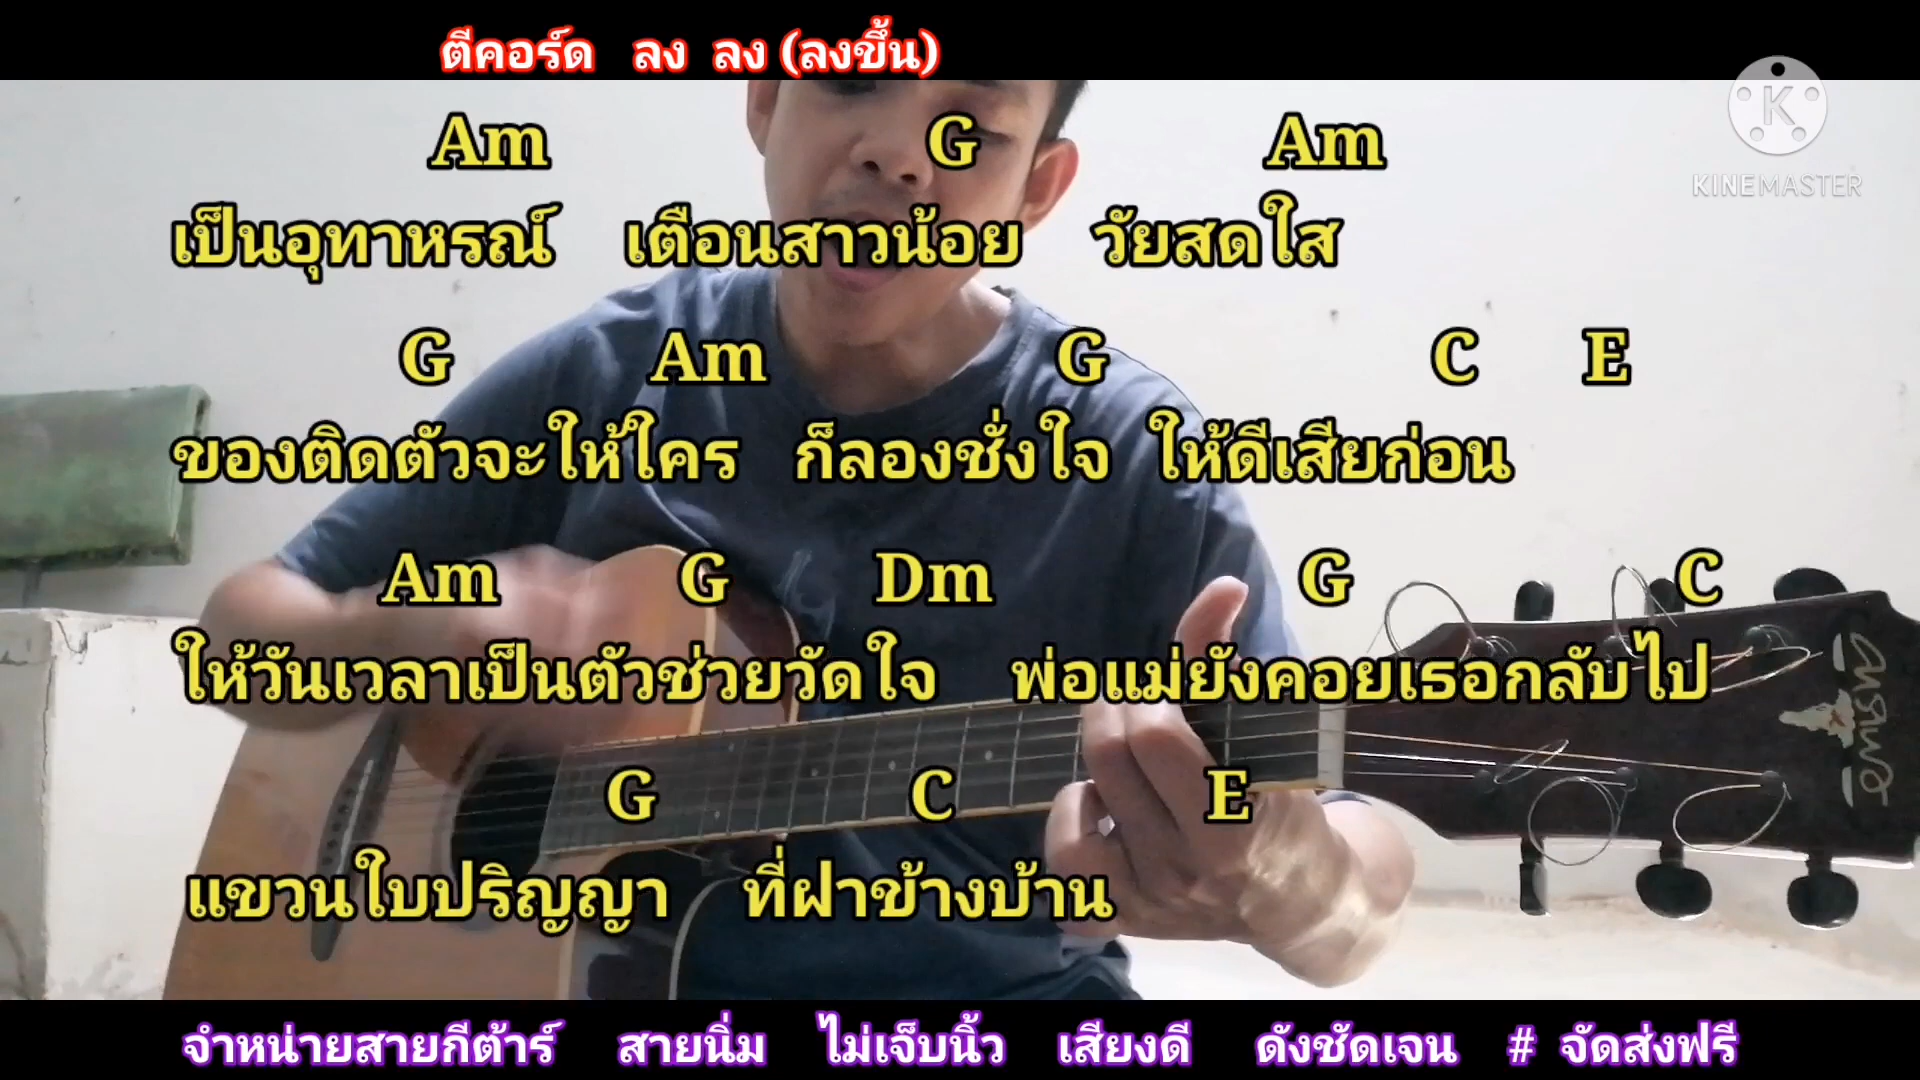 ตีคอร์ด ลง ลง (ลงขึ้น)
K
KINEMASTER
Am G Am
เป็นอุทาหรณ์ เตือนสาวน้อย วัยสดใส
G Am G C E
ของติดตัวจะให้ใคร ก็ลองชั่งใจ ให้ดีเสียก่อน
Am G Dm G C
ให้วันเวลาเป็นตัวช่วยวัดใจ พ่อแม่ยังคอยเธอกลับไป
G C E
แขวนใบปริญญา ที่ฝาข้างบ้าน
จำหน่ายสายกีต้าร์ สายนิ่ม ไม่เจ็บนิ้ว เสียงดี ดังชัดเจน # จัดส่งฟรี